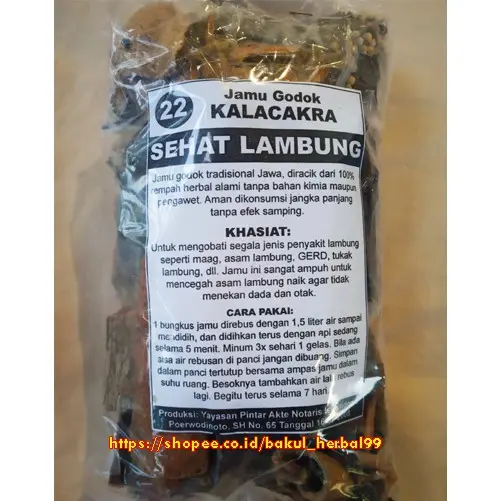 22
Jamu Godok
KALACAKRA
SEHAT LAMBUNG
Jamu godok tradisional Jawa, diracik dari 100%
rempah herbal alami tanpa bahan kimia maupun
pengawet. Aman dikonsumsi jangka panjang
tanpa efek samping.
KHASIAT:
Untuk mengobati segala jenis penyakit lambung
seperti maag, asam lambung, GERD, tukak
lambung, dll. Jamu ini sangat ampuh untuk
mencegah asam lambung naik agar tidak
menekan dada dan otak.
CARA PAKAI:
1 bungkus jamu direbus dengan 1,5 liter air sampai
mendidih, dan didihkan terus dengan api sedang
selama 5 menit. Minum 3x sehari 1 gelas. Bila ada
sisa air rebusan di panci jangan dibuang. Simpan
dalam panci tertutup bersama ampas jamu dalam
suhu ruang. Besoknya tambahkan air lalu rebus
lagi. Begitu terus selama 7 hari.
Produksi: Yayasan Pintar Akte Notaris
Poerwodinoto, SH No. 65 Tanggal
https://shopee.co.id/bakul_herbal99